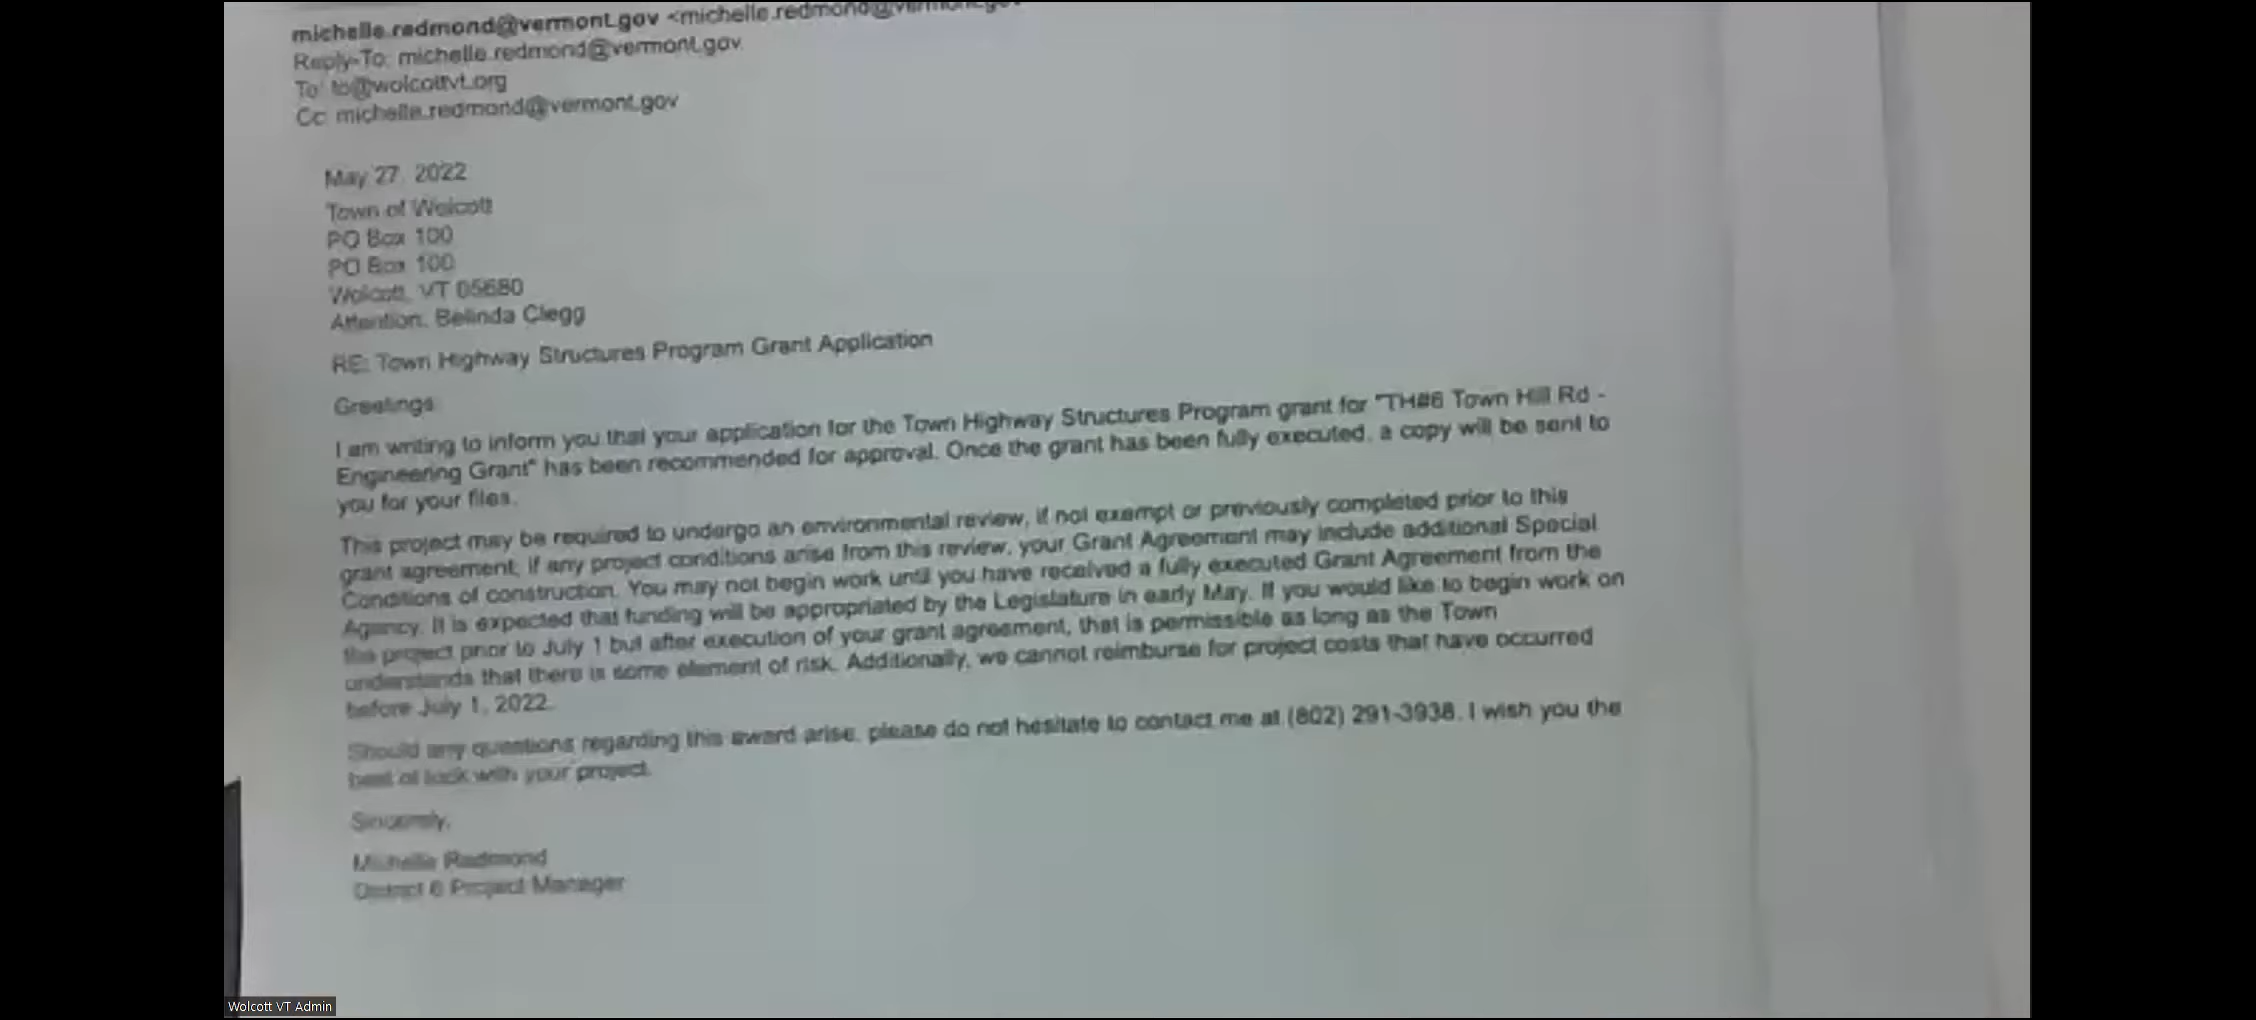 michelle.redmond@vermont.gov <michelle.redmond@vermont.gov
Reply-To: michelle.redmond@vermont.gov
To: to@wolcottvt.org
Cc: michelle.redmond@vermont.gov
May 27, 2022
Town of Wolcott
PO Box 100
PO Box 100
Wolcott, VT 05680
Attention: Belinda Clegg
RE: Town Highway Structures Program Grant Application
Greetings:
I am writing to inform you that your application for the Town Highway Structures Program grant for "TH#6 Town Hill Rd -
Engineering Grant" has been recommended for approval. Once the grant has been fully executed, a copy will be sent to
you for your files.
This project may be required to undergo an environmental review, if not exempt or previously completed prior to this
grant agreement; if any project conditions arise from this review, your Grant Agreement may include additional Special
Conditions of construction. You may not begin work until you have received a fully executed Grant Agreement from the
Agency. It is expected that funding will be appropriated by the Legislature in early May. If you would like to begin work on
the project prior to July 1 but after execution of your grant agreement, that is permissible as long as the Town
understands that there is some element of risk. Additionally, we cannot reimburse for project costs that have occurred
before July 1, 2022.
Should any questions regarding this award arise, please do not hesitate to contact me at (802) 291-3938. I wish you the
best of luck with your project.
Sincerely,
Michelle Redmond
District 6 Project Manager
Wolcott VT Admin